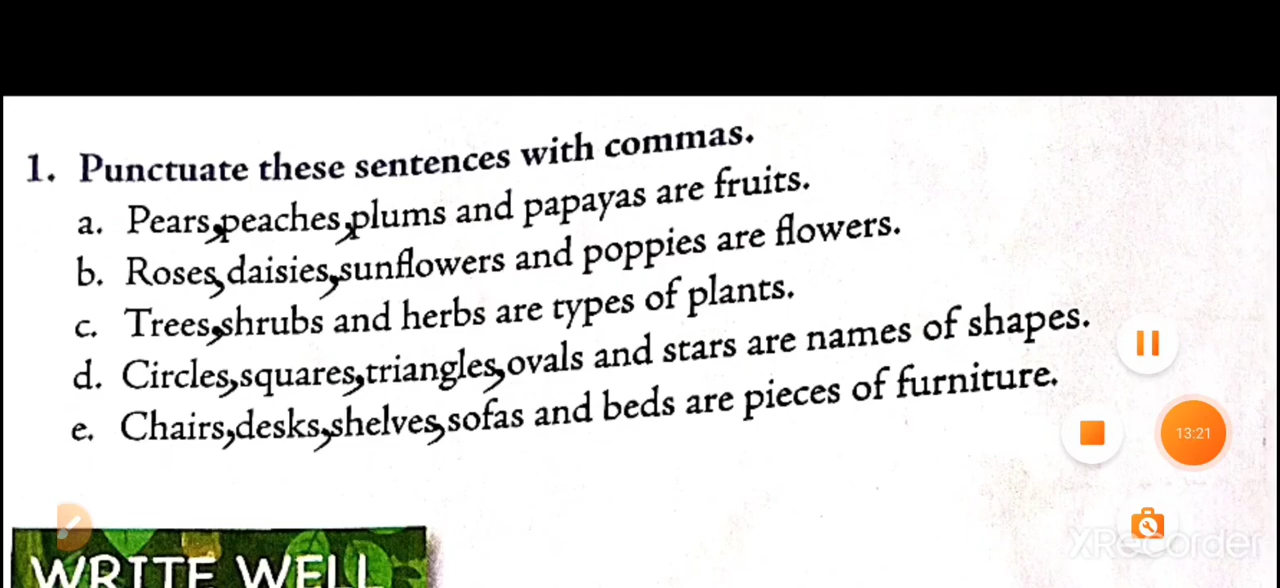 1. Punctuate these sentences with commas.
a. Pears,peaches,plums and papayas are fruits.
b. Roses,daisies,sunflowers and poppies are flowers.
c. Trees,shrubs and herbs are types of plants.
d. Circles,squares,triangles,ovals and stars are names of shapes.
e. Chairs,desks,shelves,sofas and beds are pieces of furniture.
13:21
XRecorder
WRITE WELL